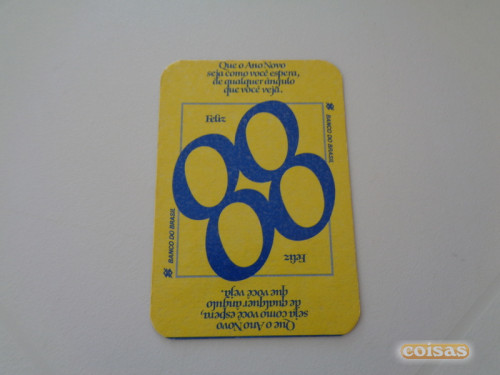 Que o Ano Novo
seja como você espera,
de qualquer ângulo
que você veja.
Feliz
88
BANCO DO BRASIL
BANCO DO BRASIL
Feliz
Que o Ano Novo
seja como você espera,
de qualquer ângulo
que você veja.
coisas